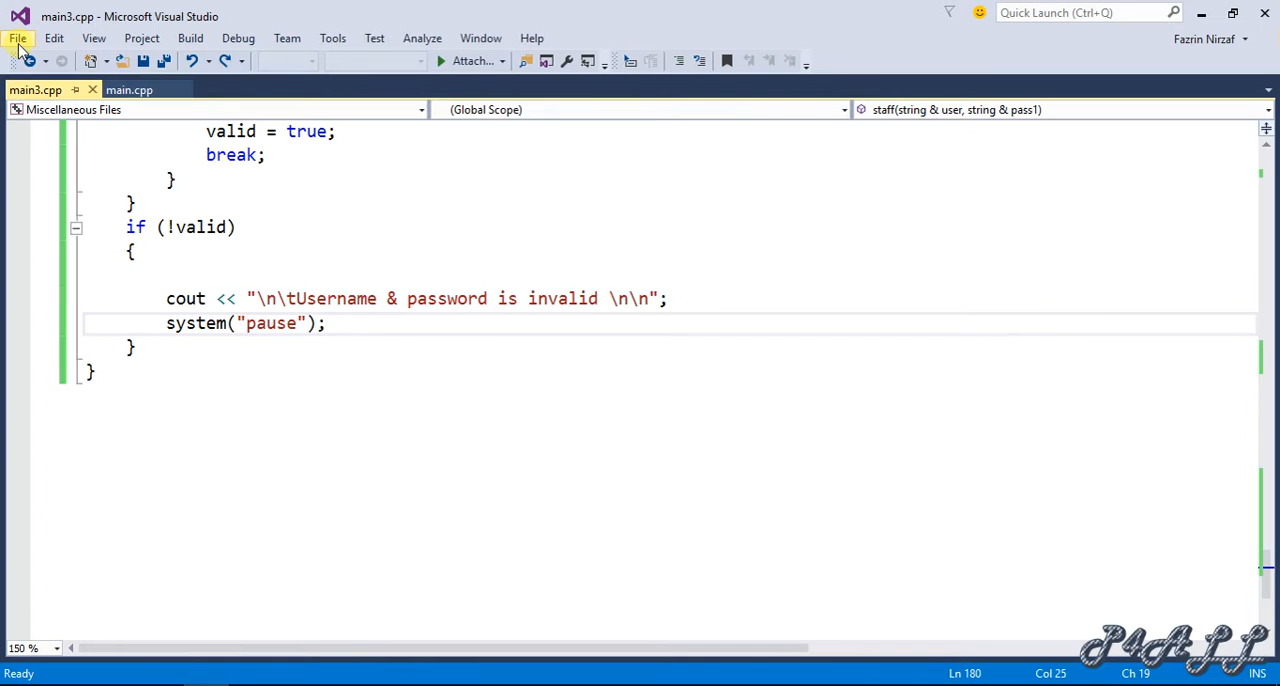 main3.cpp - Microsoft Visual Studio
Quick Launch (Ctrl+Q)
File Edit View Project Build Debug Team Tools Test Analyze Window Help
Fazrin Nirzaf
Attach...
main3.cpp main.cpp
Miscellaneous Files (Global Scope) staff(string & user, string & pass1)
valid = true;
break;
}
}
if (!valid)
{
cout << "\n\tUsername & password is invalid \n\n";
system("pause");
}
}
P4ALL
150 %
Ready Ln 180 Col 25 Ch 19 INS